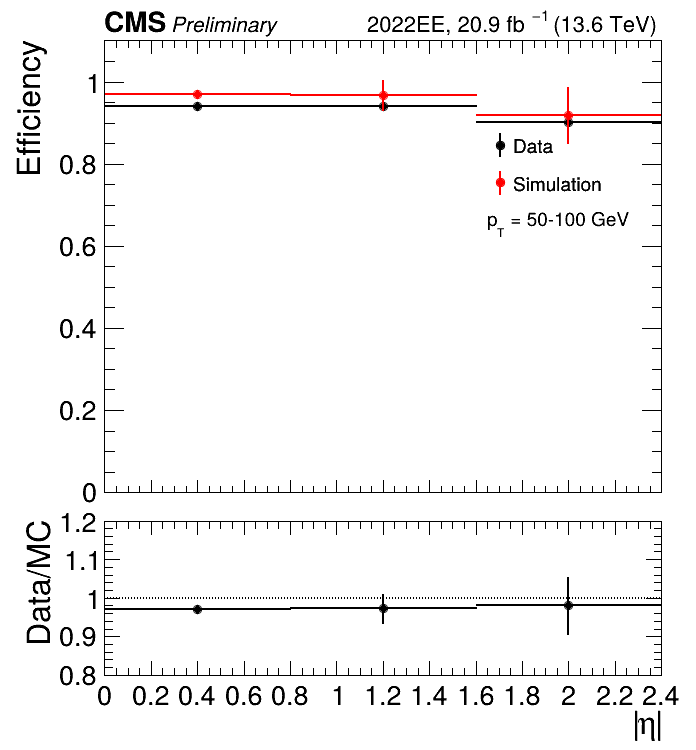 CMS Preliminary 2022EE, 20.9 fb⁻¹ (13.6 TeV)
Efficiency
1
0.8
0.6
0.4
0.2
0
Data
Simulation
p_T = 50-100 GeV
Data/MC
1.2
1.1
1
0.9
0.8
0 0.2 0.4 0.6 0.8 1 1.2 1.4 1.6 1.8 2 2.2 2.4
|η|